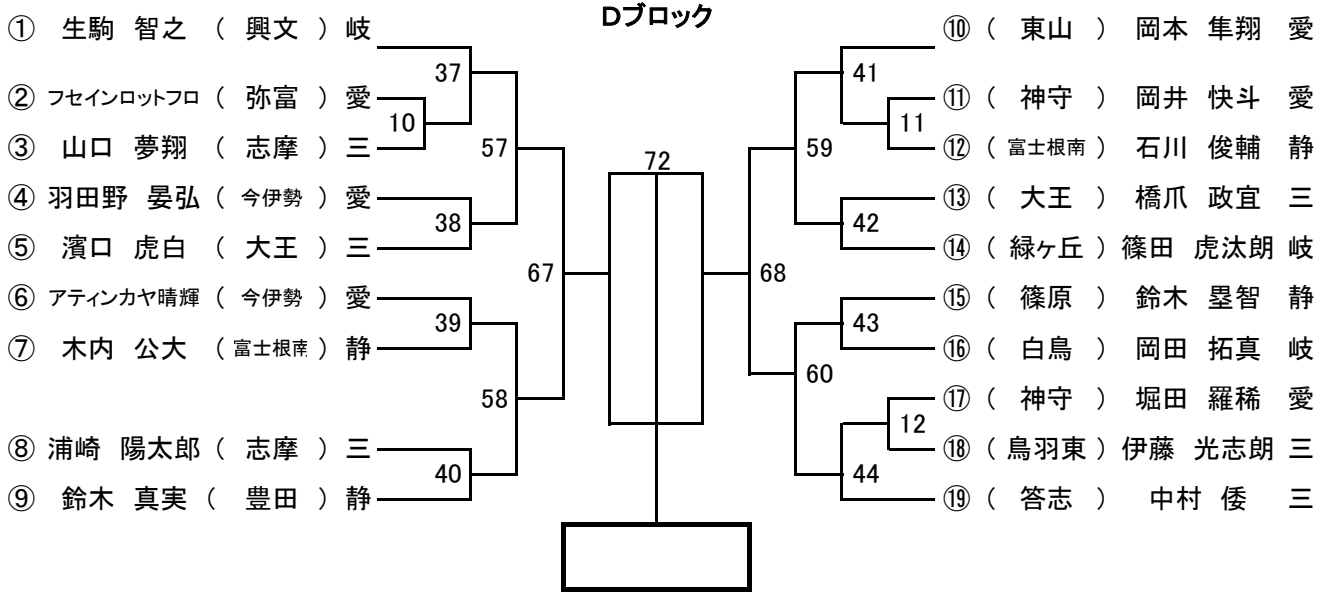 Dブロック
① 生駒 智之 ( 興文 ) 岐
② フセインロットフロ ( 弥富 ) 愛
③ 山口 夢翔 ( 志摩 ) 三
④ 羽田野 晏弘 ( 今伊勢 ) 愛
⑤ 濱口 虎白 ( 大王 ) 三
⑥ アティンカヤ晴輝 ( 今伊勢 ) 愛
⑦ 木内 公大 ( 富士根南 ) 静
⑧ 浦崎 陽太郎 ( 志摩 ) 三
⑨ 鈴木 真実 ( 豊田 ) 静
37
10
57
38
67
39
58
40
72
41
11
59
42
68
43
60
12
44
⑩ ( 東山 ) 岡本 隼翔 愛
⑪ ( 神守 ) 岡井 快斗 愛
⑫ ( 富士根南 ) 石川 俊輔 静
⑬ ( 大王 ) 橋爪 政宜 三
⑭ ( 緑ヶ丘 ) 篠田 虎汰朗 岐
⑮ ( 篠原 ) 鈴木 塁智 静
⑯ ( 白鳥 ) 岡田 拓真 岐
⑰ ( 神守 ) 堀田 羅稀 愛
⑱ ( 鳥羽東 ) 伊藤 光志朗 三
⑲ ( 答志 ) 中村 倭 三